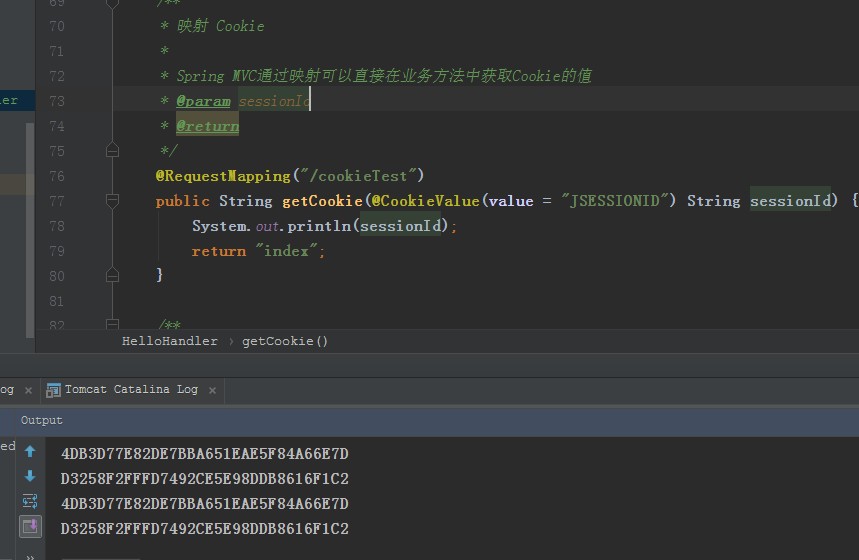 69 /**
70 * 映射 Cookie
71 *
72 * Spring MVC通过映射可以直接在业务方法中获取Cookie的值
ler 73 * @param sessionId
74 * @return
75 */
76 @RequestMapping("/cookieTest")
77 public String getCookie(@CookieValue(value = "JSESSIONID") String sessionId) {
78 System.out.println(sessionId);
79 return "index";
80 }
81
82 /**
HelloHandler › getCookie()
og × Tomcat Catalina Log ×
Output
ed 4DB3D77E82DE7BBA651EAE5F84A66E7D
D3258F2FFFD7492CE5E98DDB8616F1C2
4DB3D77E82DE7BBA651EAE5F84A66E7D
D3258F2FFFD7492CE5E98DDB8616F1C2